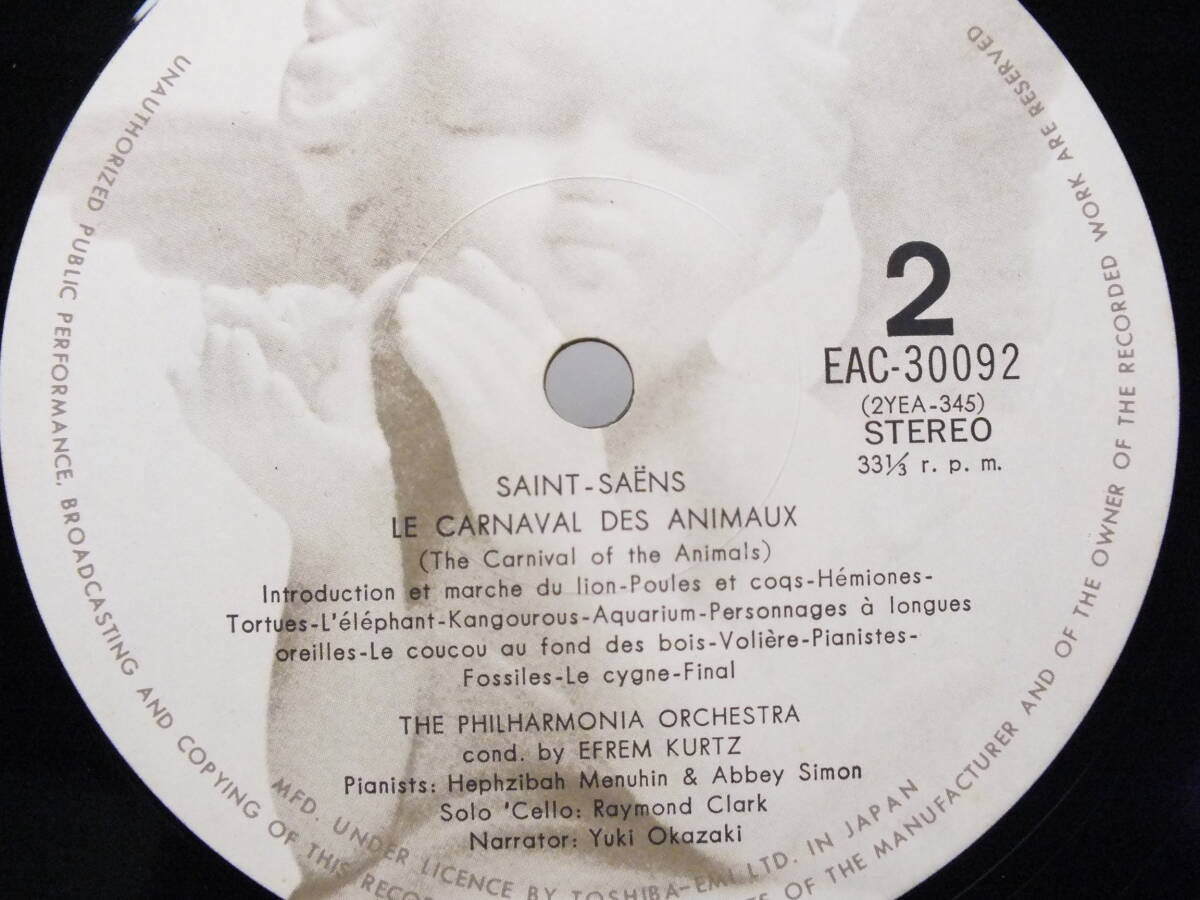 2
EAC-30092
(2YEA-345)
STEREO
33⅓ r. p. m.
SAINT-SAËNS
LE CARNAVAL DES ANIMAUX
(The Carnival of the Animals)
Introduction et marche du lion-Poules et coqs-Hémiones-
Tortues-L'éléphant-Kangourous-Aquarium-Personnages à longues
oreilles-Le coucou au fond des bois-Volière-Pianistes-
Fossiles-Le cygne-Final
THE PHILHARMONIA ORCHESTRA
cond. by EFREM KURTZ
Pianists: Hephzibah Menuhin & Abbey Simon
Solo 'Cello: Raymond Clark
Narrator: Yuki Okazaki
MFD. UNDER LICENCE BY TOSHIBA-EMI LTD. IN JAPAN
UNAUTHORIZED PUBLIC PERFORMANCE, BROADCASTING AND COPYING OF THIS OF THE MANUFACTURER AND OF THE OWNER OF THE RECORDED WORK ARE RESERVED